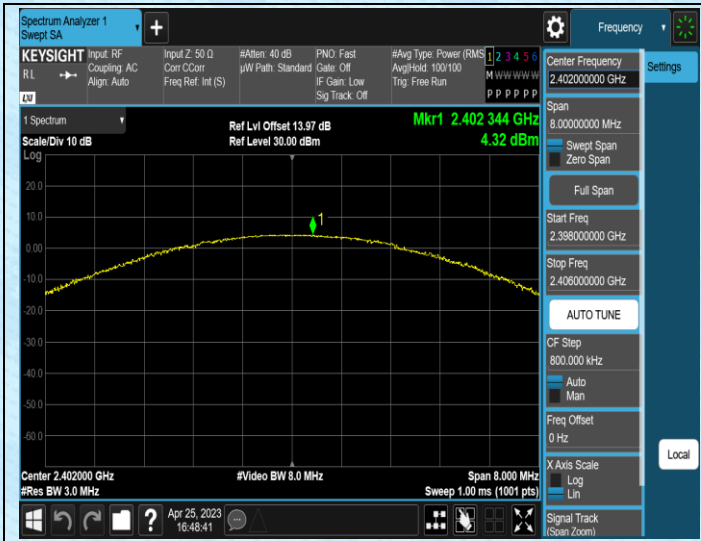 Spectrum Analyzer 1
Swept SA
Frequency
KEYSIGHT
RL
LXI
Input: RF
Coupling: AC
Align: Auto
Input Z: 50 Ω
Corr CCorr
Freq Ref: Int (S)
#Atten: 40 dB
µW Path: Standard
PNO: Fast
Gate: Off
IF Gain: Low
Sig Track: Off
#Avg Type: Power (RMS
Avg|Hold: 100/100
Trig: Free Run
1 2 3 4 5 6
M W W W W W
P P P P P P
1 Spectrum
Scale/Div 10 dB
Log
Ref Lvl Offset 13.97 dB
Ref Level 30.00 dBm
Mkr1 2.402 344 GHz
4.32 dBm
20.0
10.0
0.00
-10.0
-20.0
-30.0
-40.0
-50.0
-60.0
1
Center 2.402000 GHz
#Video BW 8.0 MHz
Span 8.000 MHz
#Res BW 3.0 MHz
Sweep 1.00 ms (1001 pts)
?
Apr 25, 2023
16:48:41
Center Frequency
2.402000000 GHz
Settings
Span
8.00000000 MHz
Swept Span
Zero Span
Full Span
Start Freq
2.398000000 GHz
Stop Freq
2.406000000 GHz
AUTO TUNE
CF Step
800.000 kHz
Auto
Man
Freq Offset
0 Hz
X Axis Scale
Log
Lin
Local
Signal Track
(Span Zoom)